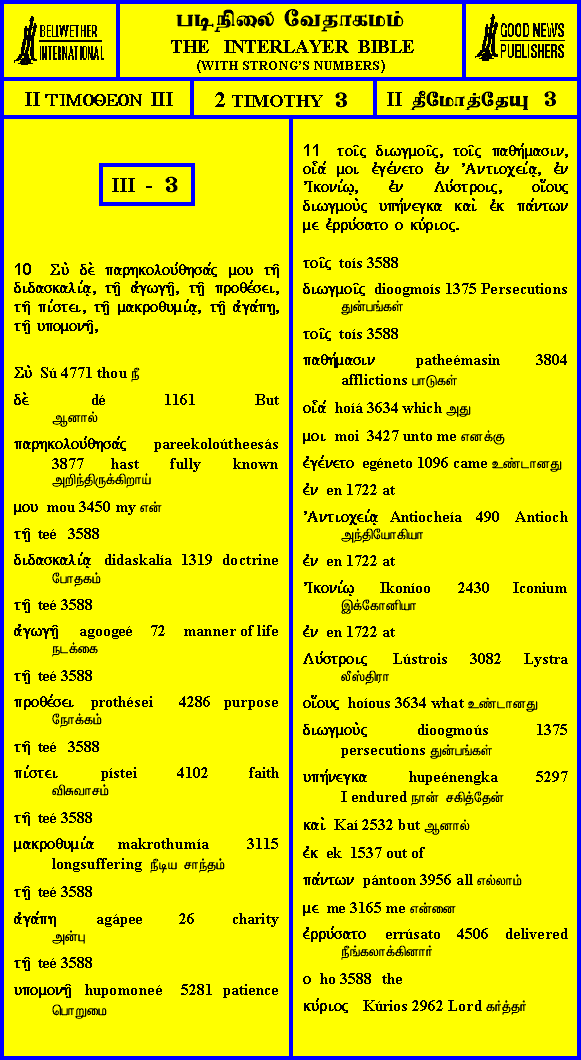 BELLWETHER
INTERNATIONAL
படிநிலை வேதாகமம்
THE INTERLAYER BIBLE
(WITH STRONG'S NUMBERS)
GOOD NEWS
PUBLISHERS
II ΤΙΜΟΘΕΟΝ III
2 TIMOTHY 3
II தீமோத்தேயு 3
III - 3
10 Σὺ δὲ παρηκολούθησάς μου τῇ
διδασκαλίᾳ, τῇ ἀγωγῇ, τῇ προθέσει,
τῇ πίστει, τῇ μακροθυμίᾳ, τῇ ἀγάπῃ,
τῇ υπομονῇ,
Σὺ Sú 4771 thou நீ
δὲ dé 1161 But
ஆனால்
παρηκολούθησάς pareekoloútheesás
3877 hast fully known
அறிந்திருக்கிறாய்
μου mou 3450 my என்
τῇ teé 3588
διδασκαλίᾳ didaskalía 1319 doctrine
போதகம்
τῇ teé 3588
ἀγωγῇ agoogeé 72 manner of life
நடக்கை
τῇ teé 3588
προθέσει prothései 4286 purpose
நோக்கம்
τῇ teé 3588
πίστει pístei 4102 faith
விசுவாசம்
τῇ teé 3588
μακροθυμία makrothumía 3115
longsuffering நீடிய சாந்தம்
τῇ teé 3588
ἀγάπῃ agápee 26 charity
அன்பு
τῇ teé 3588
υπομονῇ hupomoneé 5281 patience
பொறுமை
11 τοῖς διωγμοῖς, τοῖς παθήμασιν,
οἷά μοι ἐγένετο ἐν Ἀντιοχείᾳ, ἐν
Ἰκονίῳ, ἐν Λύστροις, οἵους
διωγμοὺς υπήνεγκα καὶ ἐκ πάντων
με ἐρρύσατο ο κύριος.
τοῖς toís 3588
διωγμοῖς dioogmoís 1375 Persecutions
துன்பங்கள்
τοῖς toís 3588
παθήμασιν patheémasin 3804
afflictions பாடுகள்
οἷά hoíá 3634 which அது
μοι moi 3427 unto me எனக்கு
ἐγένετο egéneto 1096 came உண்டானது
ἐν en 1722 at
Ἀντιοχείᾳ Antiocheía 490 Antioch
அந்தியோகியா
ἐν en 1722 at
Ἰκονίῳ Ikoníoo 2430 Iconium
இக்கோனியா
ἐν en 1722 at
Λύστροις Lústrois 3082 Lystra
லீஸ்திரா
οἵους hoíous 3634 what உண்டானது
διωγμοὺς dioogmoús 1375
persecutions துன்பங்கள்
υπήνεγκα hupeénengka 5297
I endured நான் சகித்தேன்
καὶ Kaí 2532 but ஆனால்
ἐκ ek 1537 out of
πάντων pántoon 3956 all எல்லாம்
με me 3165 me என்னை
ἐρρύσατο errúsato 4506 delivered
நீங்கலாக்கினார்
ο ho 3588 the
κύριος Kúrios 2962 Lord கர்த்தர்